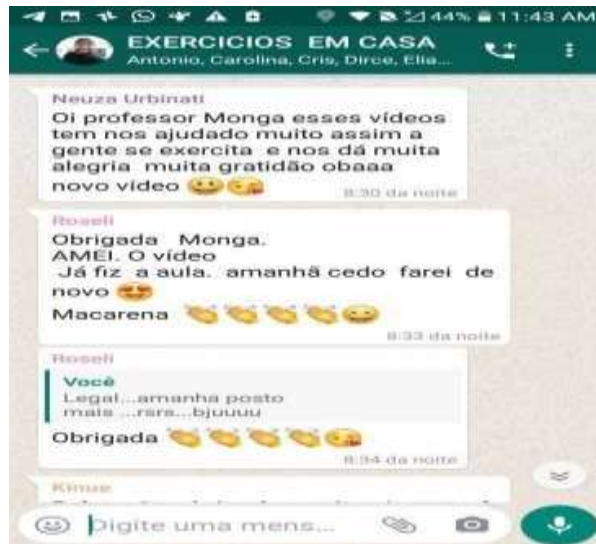 44% 11:43 AM
EXERCICIOS EM CASA
Antonio, Carolina, Cris, Dirce, Elia...
Neuza Urbinati
Oi professor Monga esses vídeos
tem nos ajudado muito assim a
gente se exercita e nos dá muita
alegria muita gratidão obaaa
novo vídeo 😀😘
8:30 da noite
Roseli
Obrigada Monga.
AMEI. O vídeo
Já fiz a aula. amanhã cedo farei de
novo 😍
Macarena 👏👏👏👏😀
8:33 da noite
Roseli
Você
Legal...amanha posto
mais ...rsrs...bjuuuu
Obrigada 👏👏👏👏😘
8:34 da noite
Kinue
Digite uma mens...